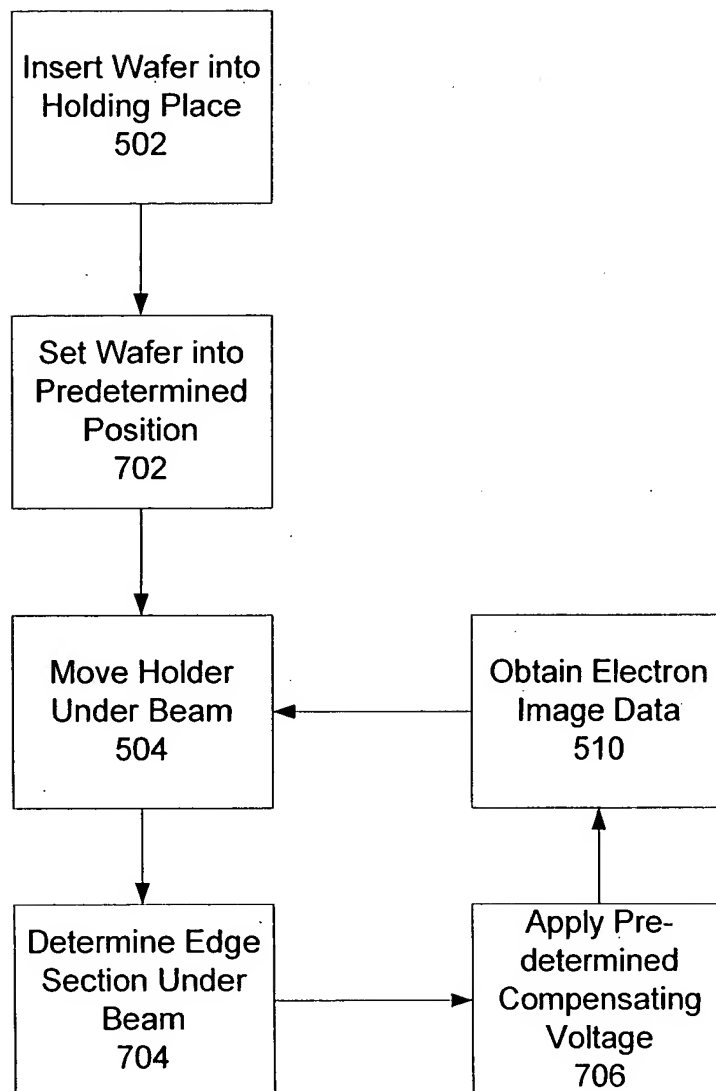 Insert Wafer into
Holding Place
502
Set Wafer into
Predetermined
Position
702
Move Holder
Under Beam
504
Obtain Electron
Image Data
510
Determine Edge
Section Under
Beam
704
Apply Pre-
determined
Compensating
Voltage
706